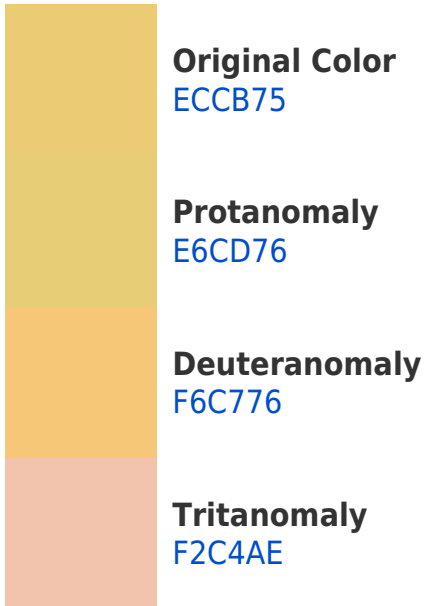 Original Color
ECCB75
Protanomaly
E6CD76
Deuteranomaly
F6C776
Tritanomaly
F2C4AE